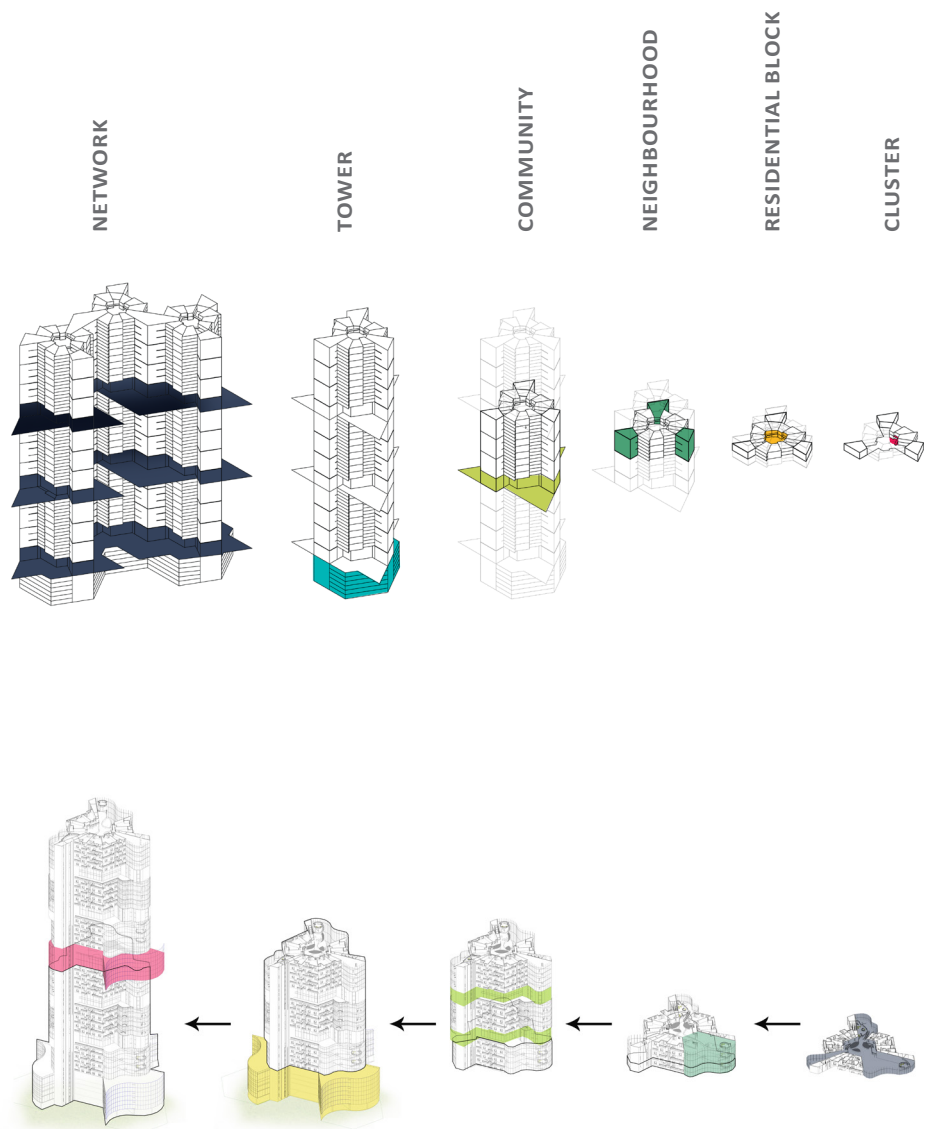 NETWORK
TOWER
COMMUNITY
NEIGHBOURHOOD
RESIDENTIAL BLOCK
CLUSTER